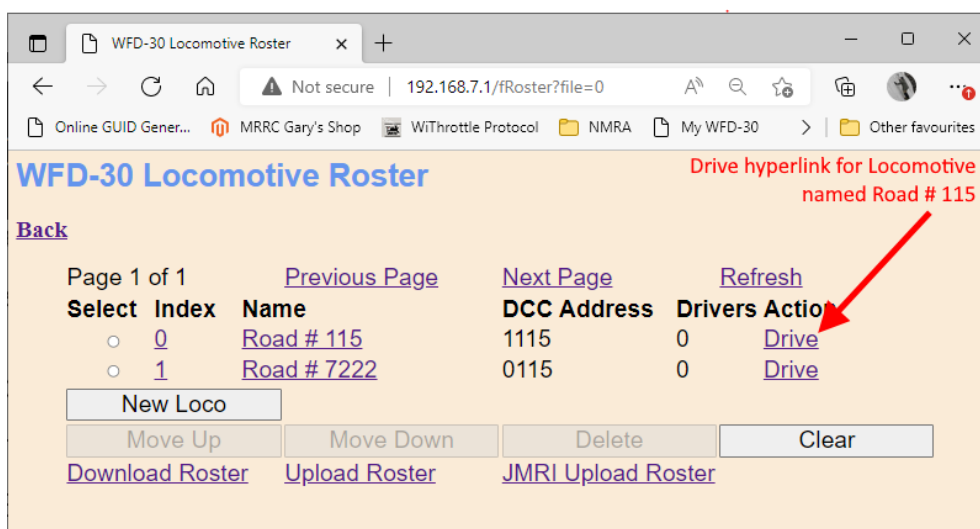 WFD-30 Locomotive Roster
Not secure | 192.168.7.1/fRoster?file=0
Online GUID Gener... MRRC Gary's Shop WiThrottle Protocol NMRA My WFD-30 Other favourites
WFD-30 Locomotive Roster
Drive hyperlink for Locomotive
named Road # 115
Back
Page 1 of 1 Previous Page Next Page Refresh
Select Index Name DCC Address Drivers Action
0 Road # 115 1115 0 Drive
1 Road # 7222 0115 0 Drive
New Loco
Move Up Move Down Delete Clear
Download Roster Upload Roster JMRI Upload Roster